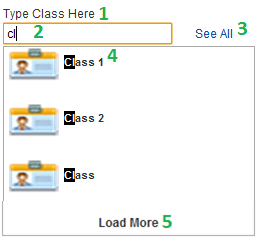 Type Class Here 1
cl 2
See All 3
Class 1 4
Class 2
Class
Load More 5